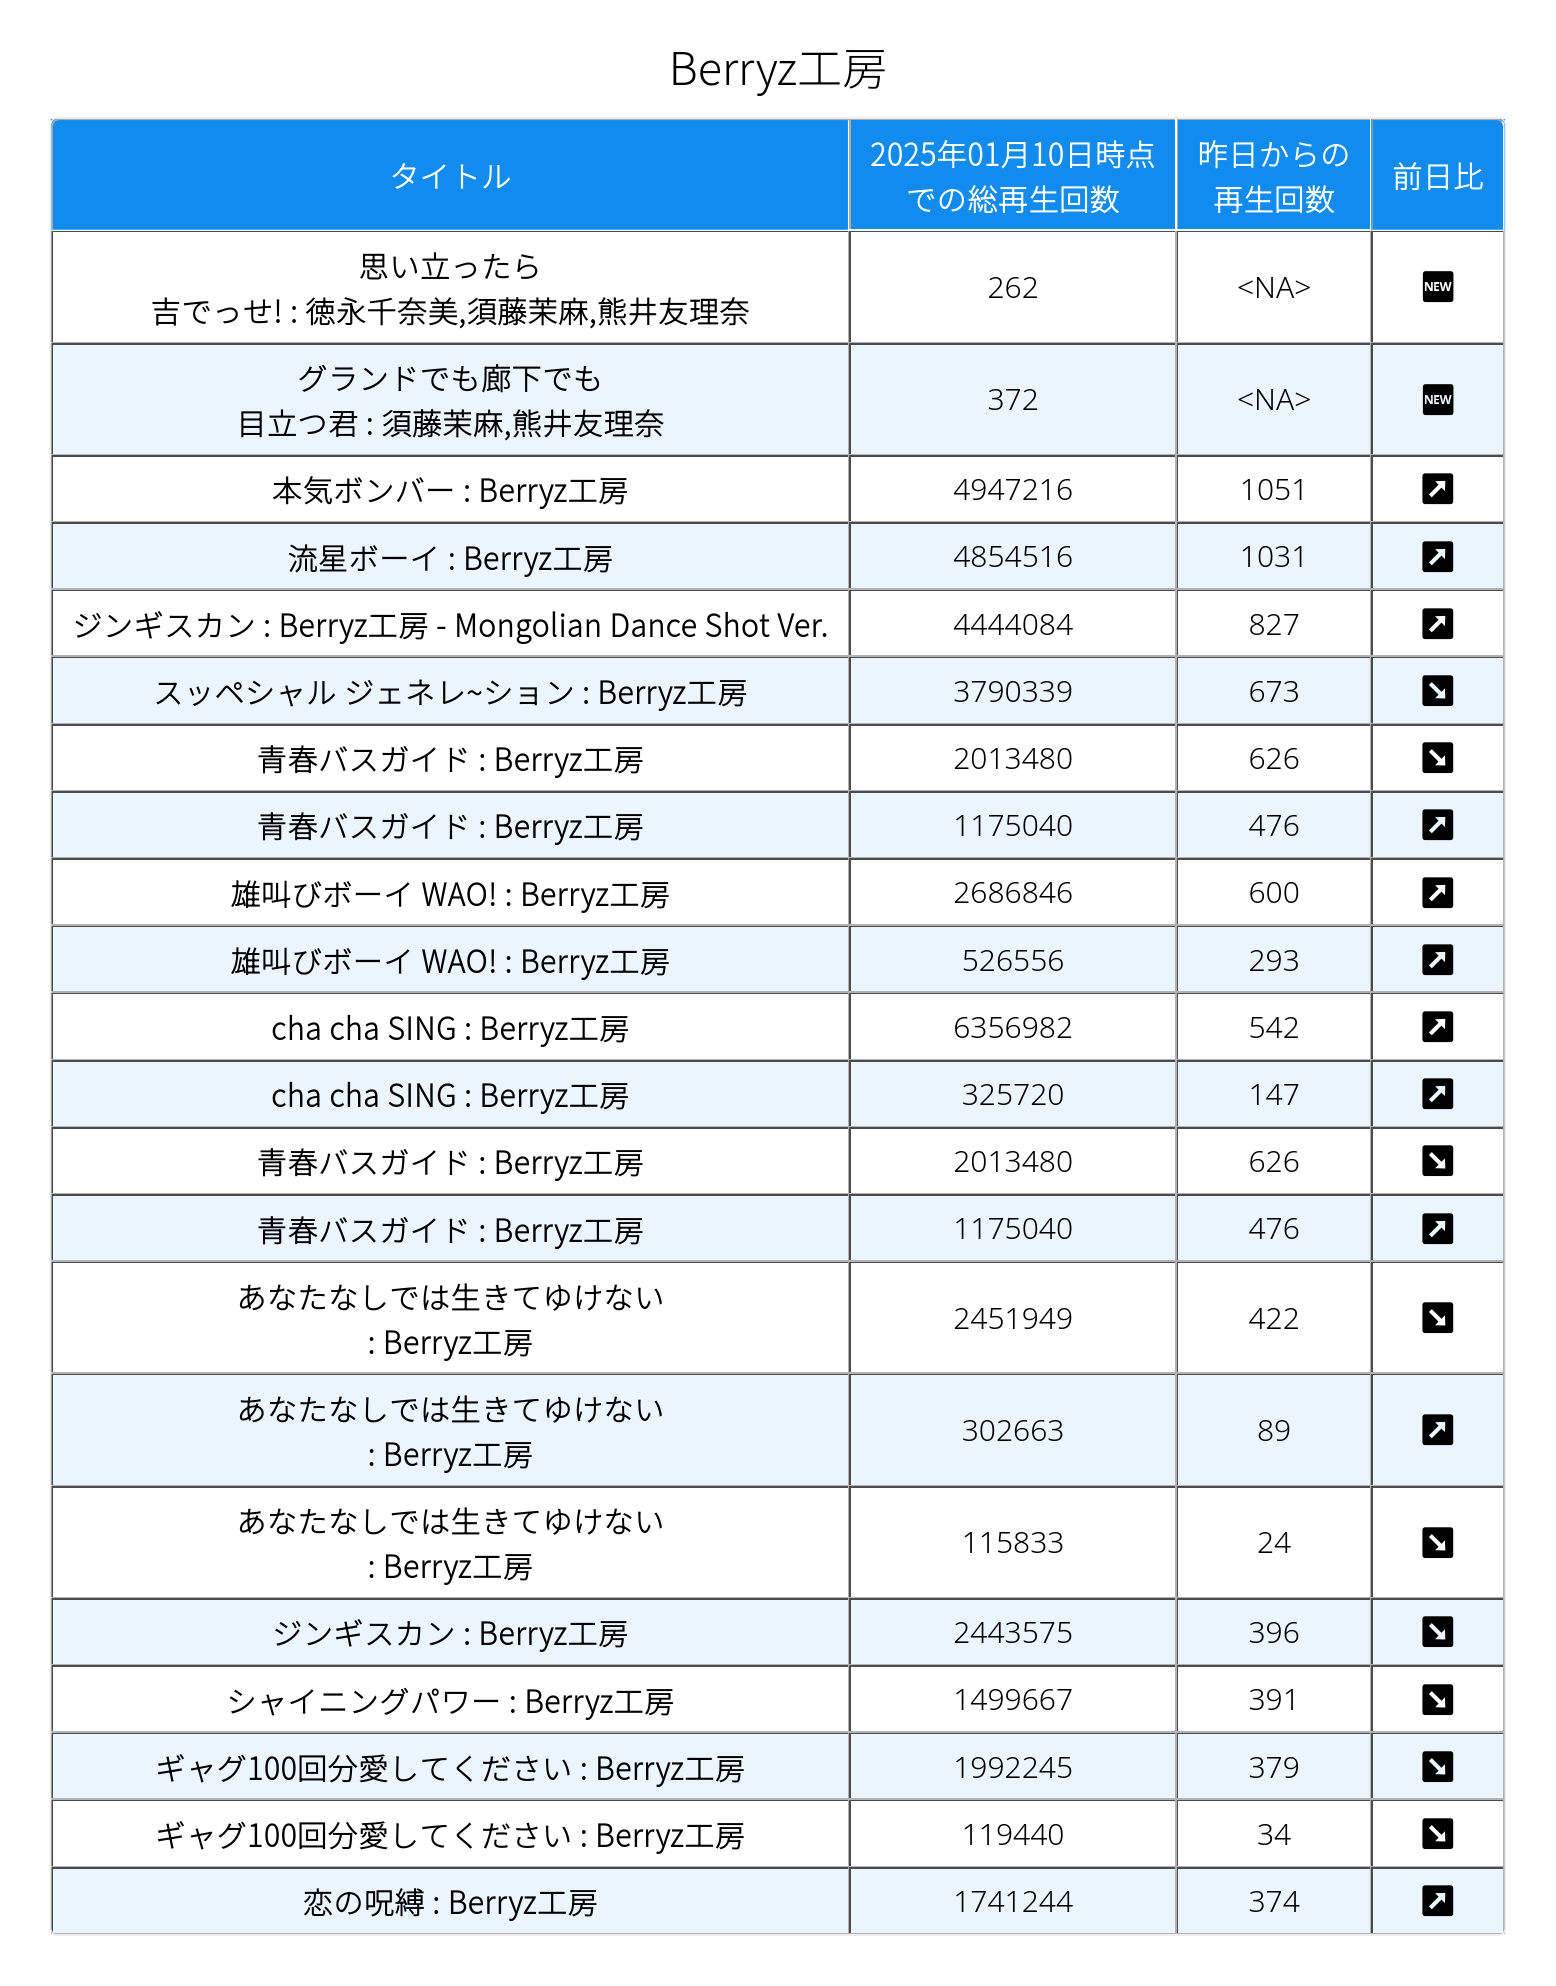 Berryz工房
タイトル
2025年01月10日時点
での総再生回数
昨日からの
再生回数
前日比
思い立ったら
吉でっせ! : 徳永千奈美,須藤茉麻,熊井友理奈
262
<NA>
NEW
グランドでも廊下でも
目立つ君 : 須藤茉麻,熊井友理奈
372
<NA>
NEW
本気ボンバー : Berryz工房
4947216
1051
流星ボーイ : Berryz工房
4854516
1031
ジンギスカン : Berryz工房 - Mongolian Dance Shot Ver.
4444084
827
スッペシャル ジェネレ~ション : Berryz工房
3790339
673
青春バスガイド : Berryz工房
2013480
626
青春バスガイド : Berryz工房
1175040
476
雄叫びボーイ WAO! : Berryz工房
2686846
600
雄叫びボーイ WAO! : Berryz工房
526556
293
cha cha SING : Berryz工房
6356982
542
cha cha SING : Berryz工房
325720
147
青春バスガイド : Berryz工房
2013480
626
青春バスガイド : Berryz工房
1175040
476
あなたなしでは生きてゆけない
: Berryz工房
2451949
422
あなたなしでは生きてゆけない
: Berryz工房
302663
89
あなたなしでは生きてゆけない
: Berryz工房
115833
24
ジンギスカン : Berryz工房
2443575
396
シャイニングパワー : Berryz工房
1499667
391
ギャグ100回分愛してください : Berryz工房
1992245
379
ギャグ100回分愛してください : Berryz工房
119440
34
恋の呪縛 : Berryz工房
1741244
374